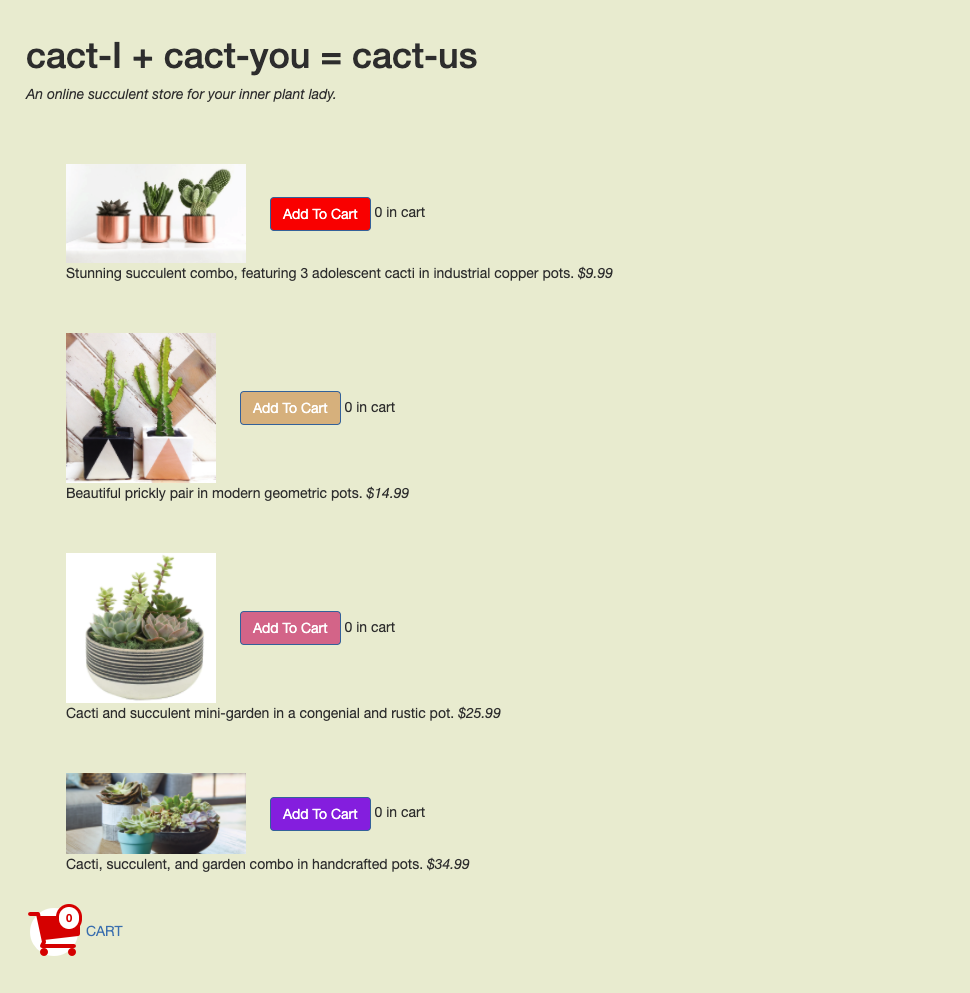 cact-I + cact-you = cact-us
An online succulent store for your inner plant lady.
Add To Cart 0 in cart
Stunning succulent combo, featuring 3 adolescent cacti in industrial copper pots. $9.99
Add To Cart 0 in cart
Beautiful prickly pair in modern geometric pots. $14.99
Add To Cart 0 in cart
Cacti and succulent mini-garden in a congenial and rustic pot. $25.99
Add To Cart 0 in cart
Cacti, succulent, and garden combo in handcrafted pots. $34.99
0 CART